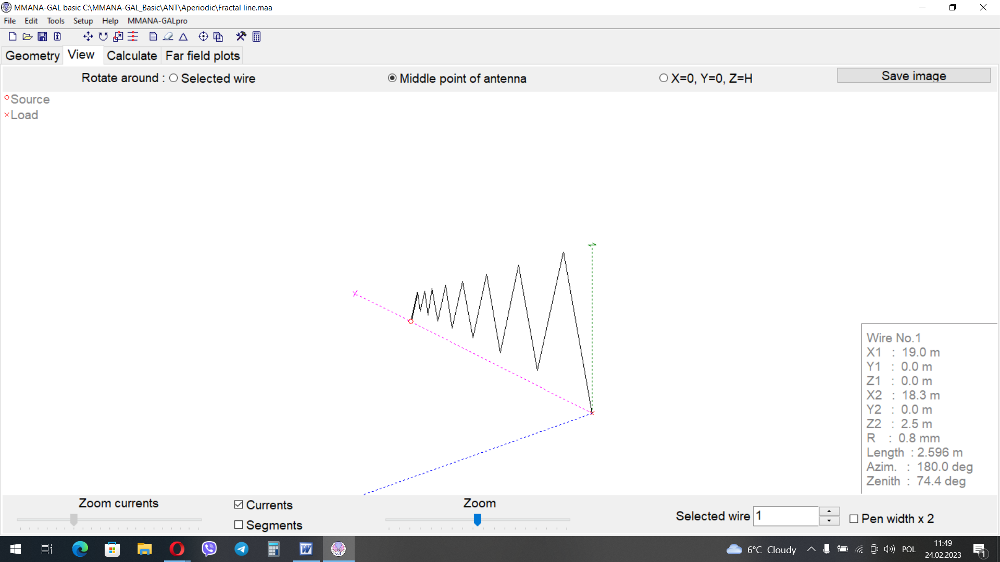 MMANA-GAL basic C:\MMANA-GAL_Basic\ANT\Aperiodic\Fractal line.maa
File Edit Tools Setup Help MMANA-GALpro
Geometry View Calculate Far field plots
Rotate around : Selected wire Middle point of antenna X=0, Y=0, Z=H Save image
Source
Load
Wire No.1
X1 : 19.0 m
Y1 : 0.0 m
Z1 : 0.0 m
X2 : 18.3 m
Y2 : 0.0 m
Z2 : 2.5 m
R : 0.8 mm
Length : 2.596 m
Azim. : 180.0 deg
Zenith : 74.4 deg
Zoom currents Currents Zoom
Segments
Selected wire 1 Pen width x 2
6°C Cloudy POL 11:49
24.02.2023 1